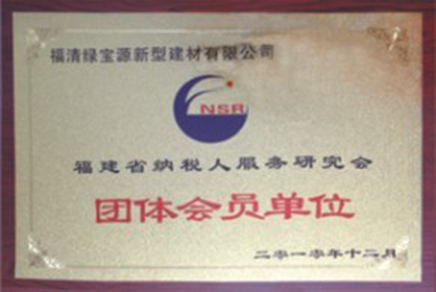 福清绿宝源新型建材有限公司
NSR
福建省纳税人服务研究会
团体会员单位
二零一零年十二月